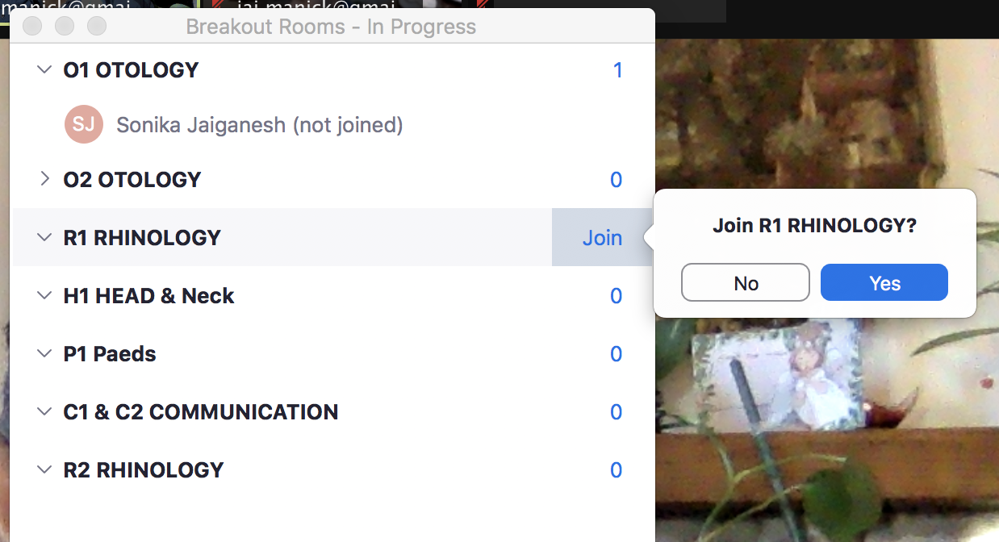 manick@gmai
jai.manick@gmai
Breakout Rooms - In Progress
O1 OTOLOGY 1
SJ Sonika Jaiganesh (not joined)
O2 OTOLOGY 0
R1 RHINOLOGY Join
Join R1 RHINOLOGY?
No Yes
H1 HEAD & Neck 0
P1 Paeds 0
C1 & C2 COMMUNICATION 0
R2 RHINOLOGY 0